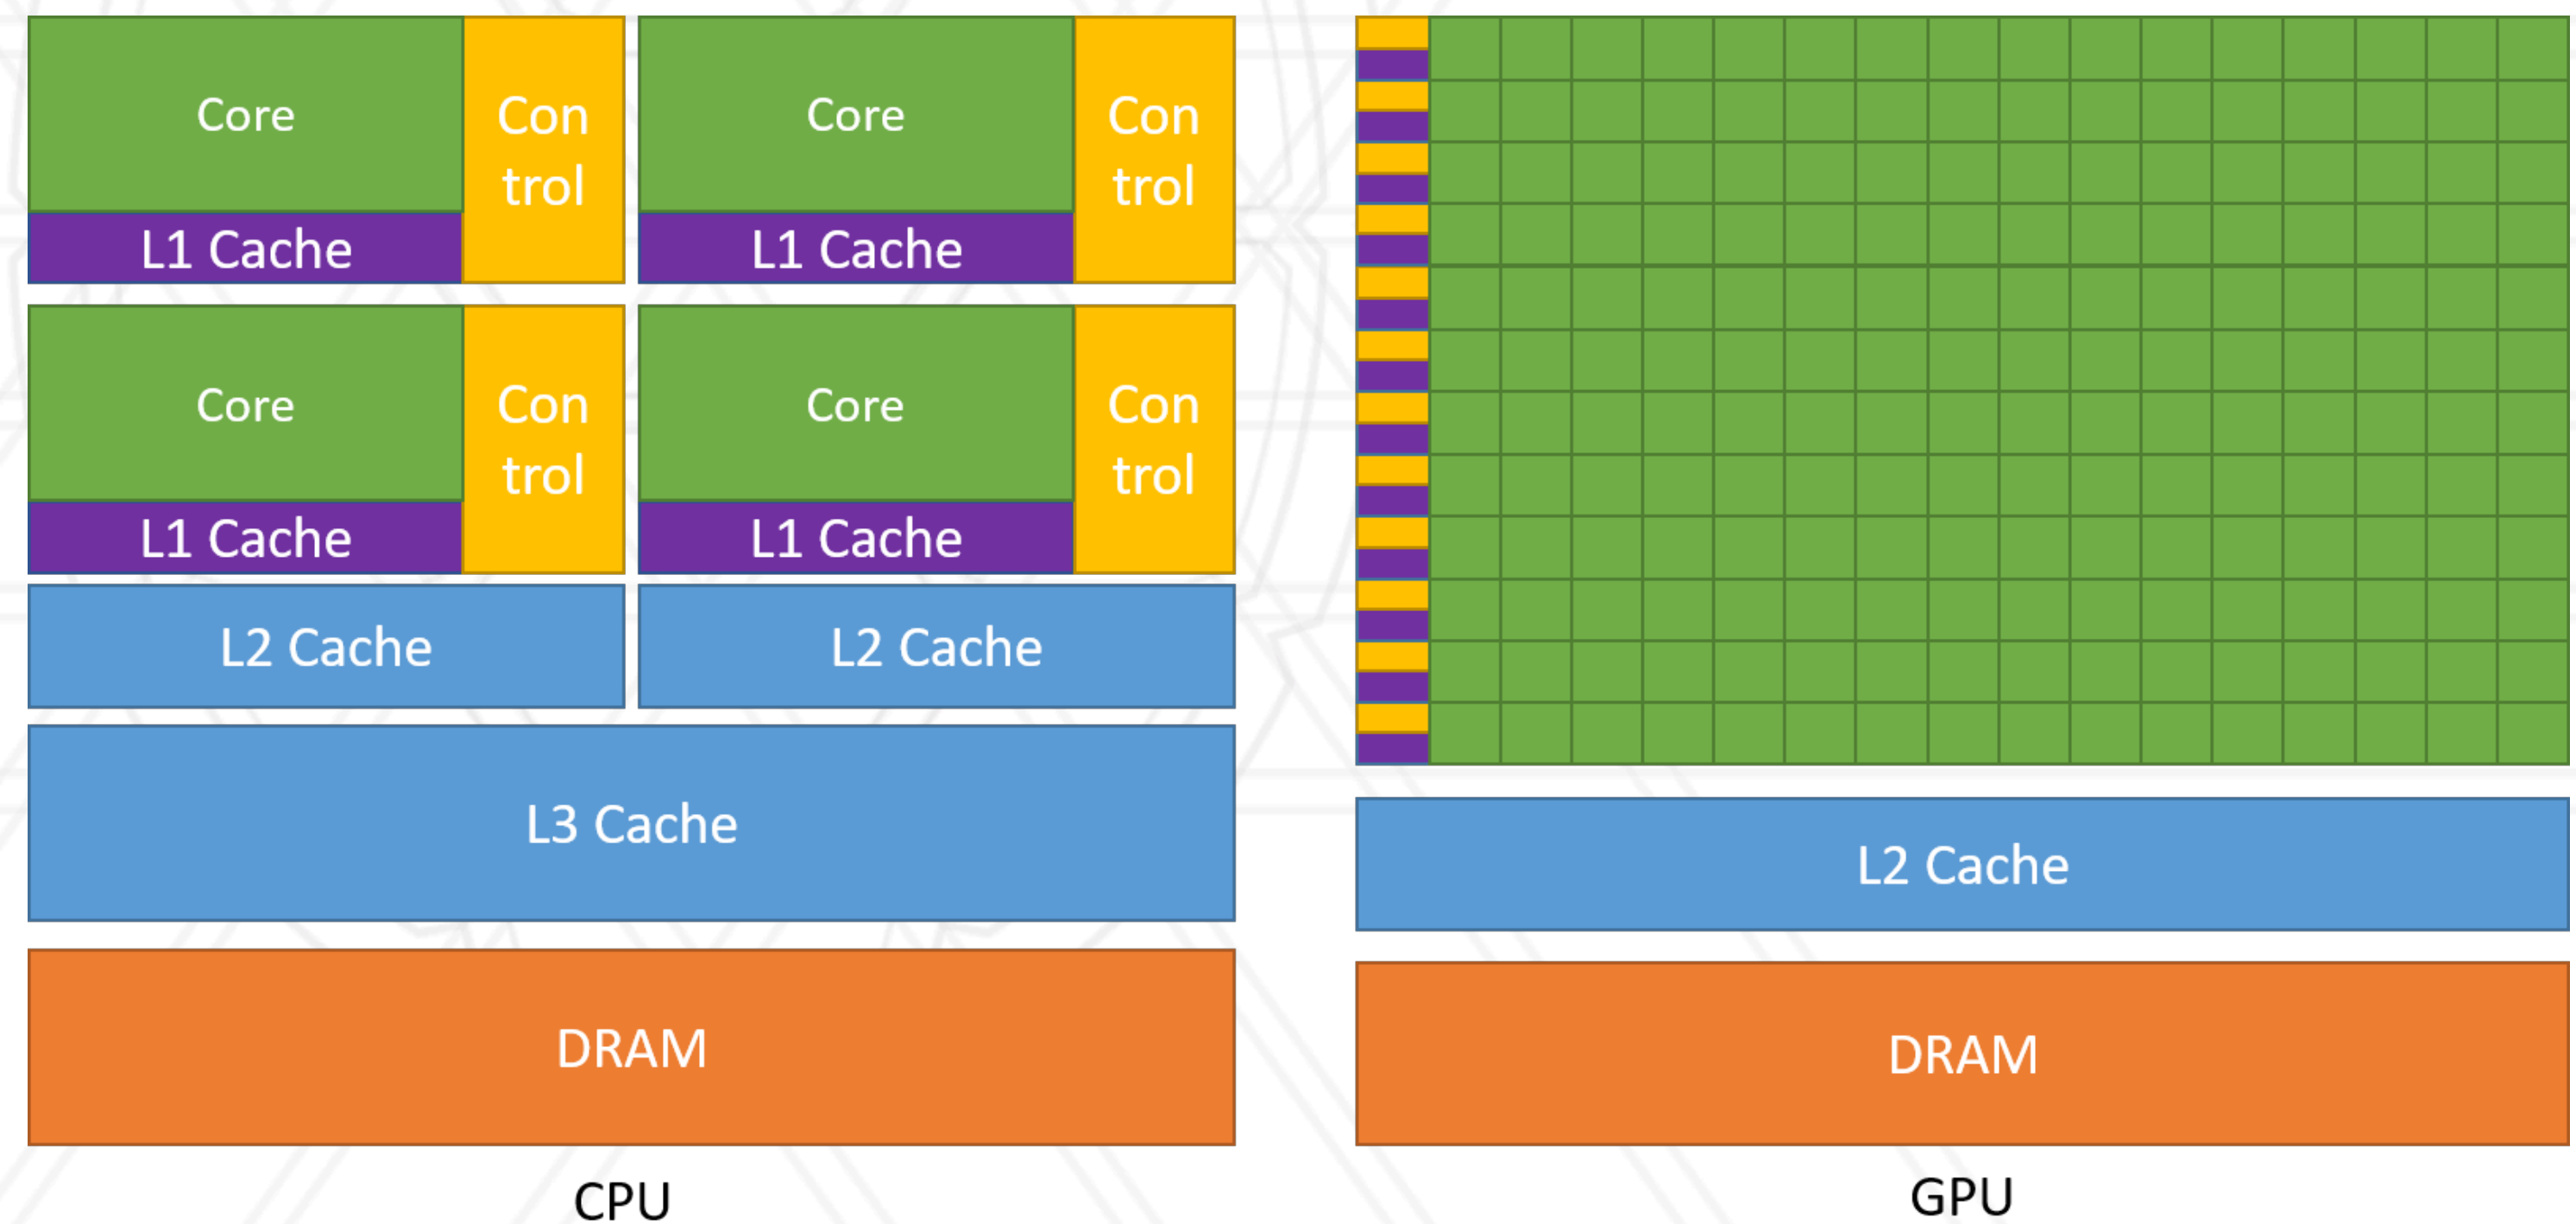 Core
Con
trol
L1 Cache
Core
Con
trol
L1 Cache
Core
Con
trol
L1 Cache
Core
Con
trol
L1 Cache
L2 Cache
L2 Cache
L3 Cache
DRAM
CPU
L2 Cache
DRAM
GPU